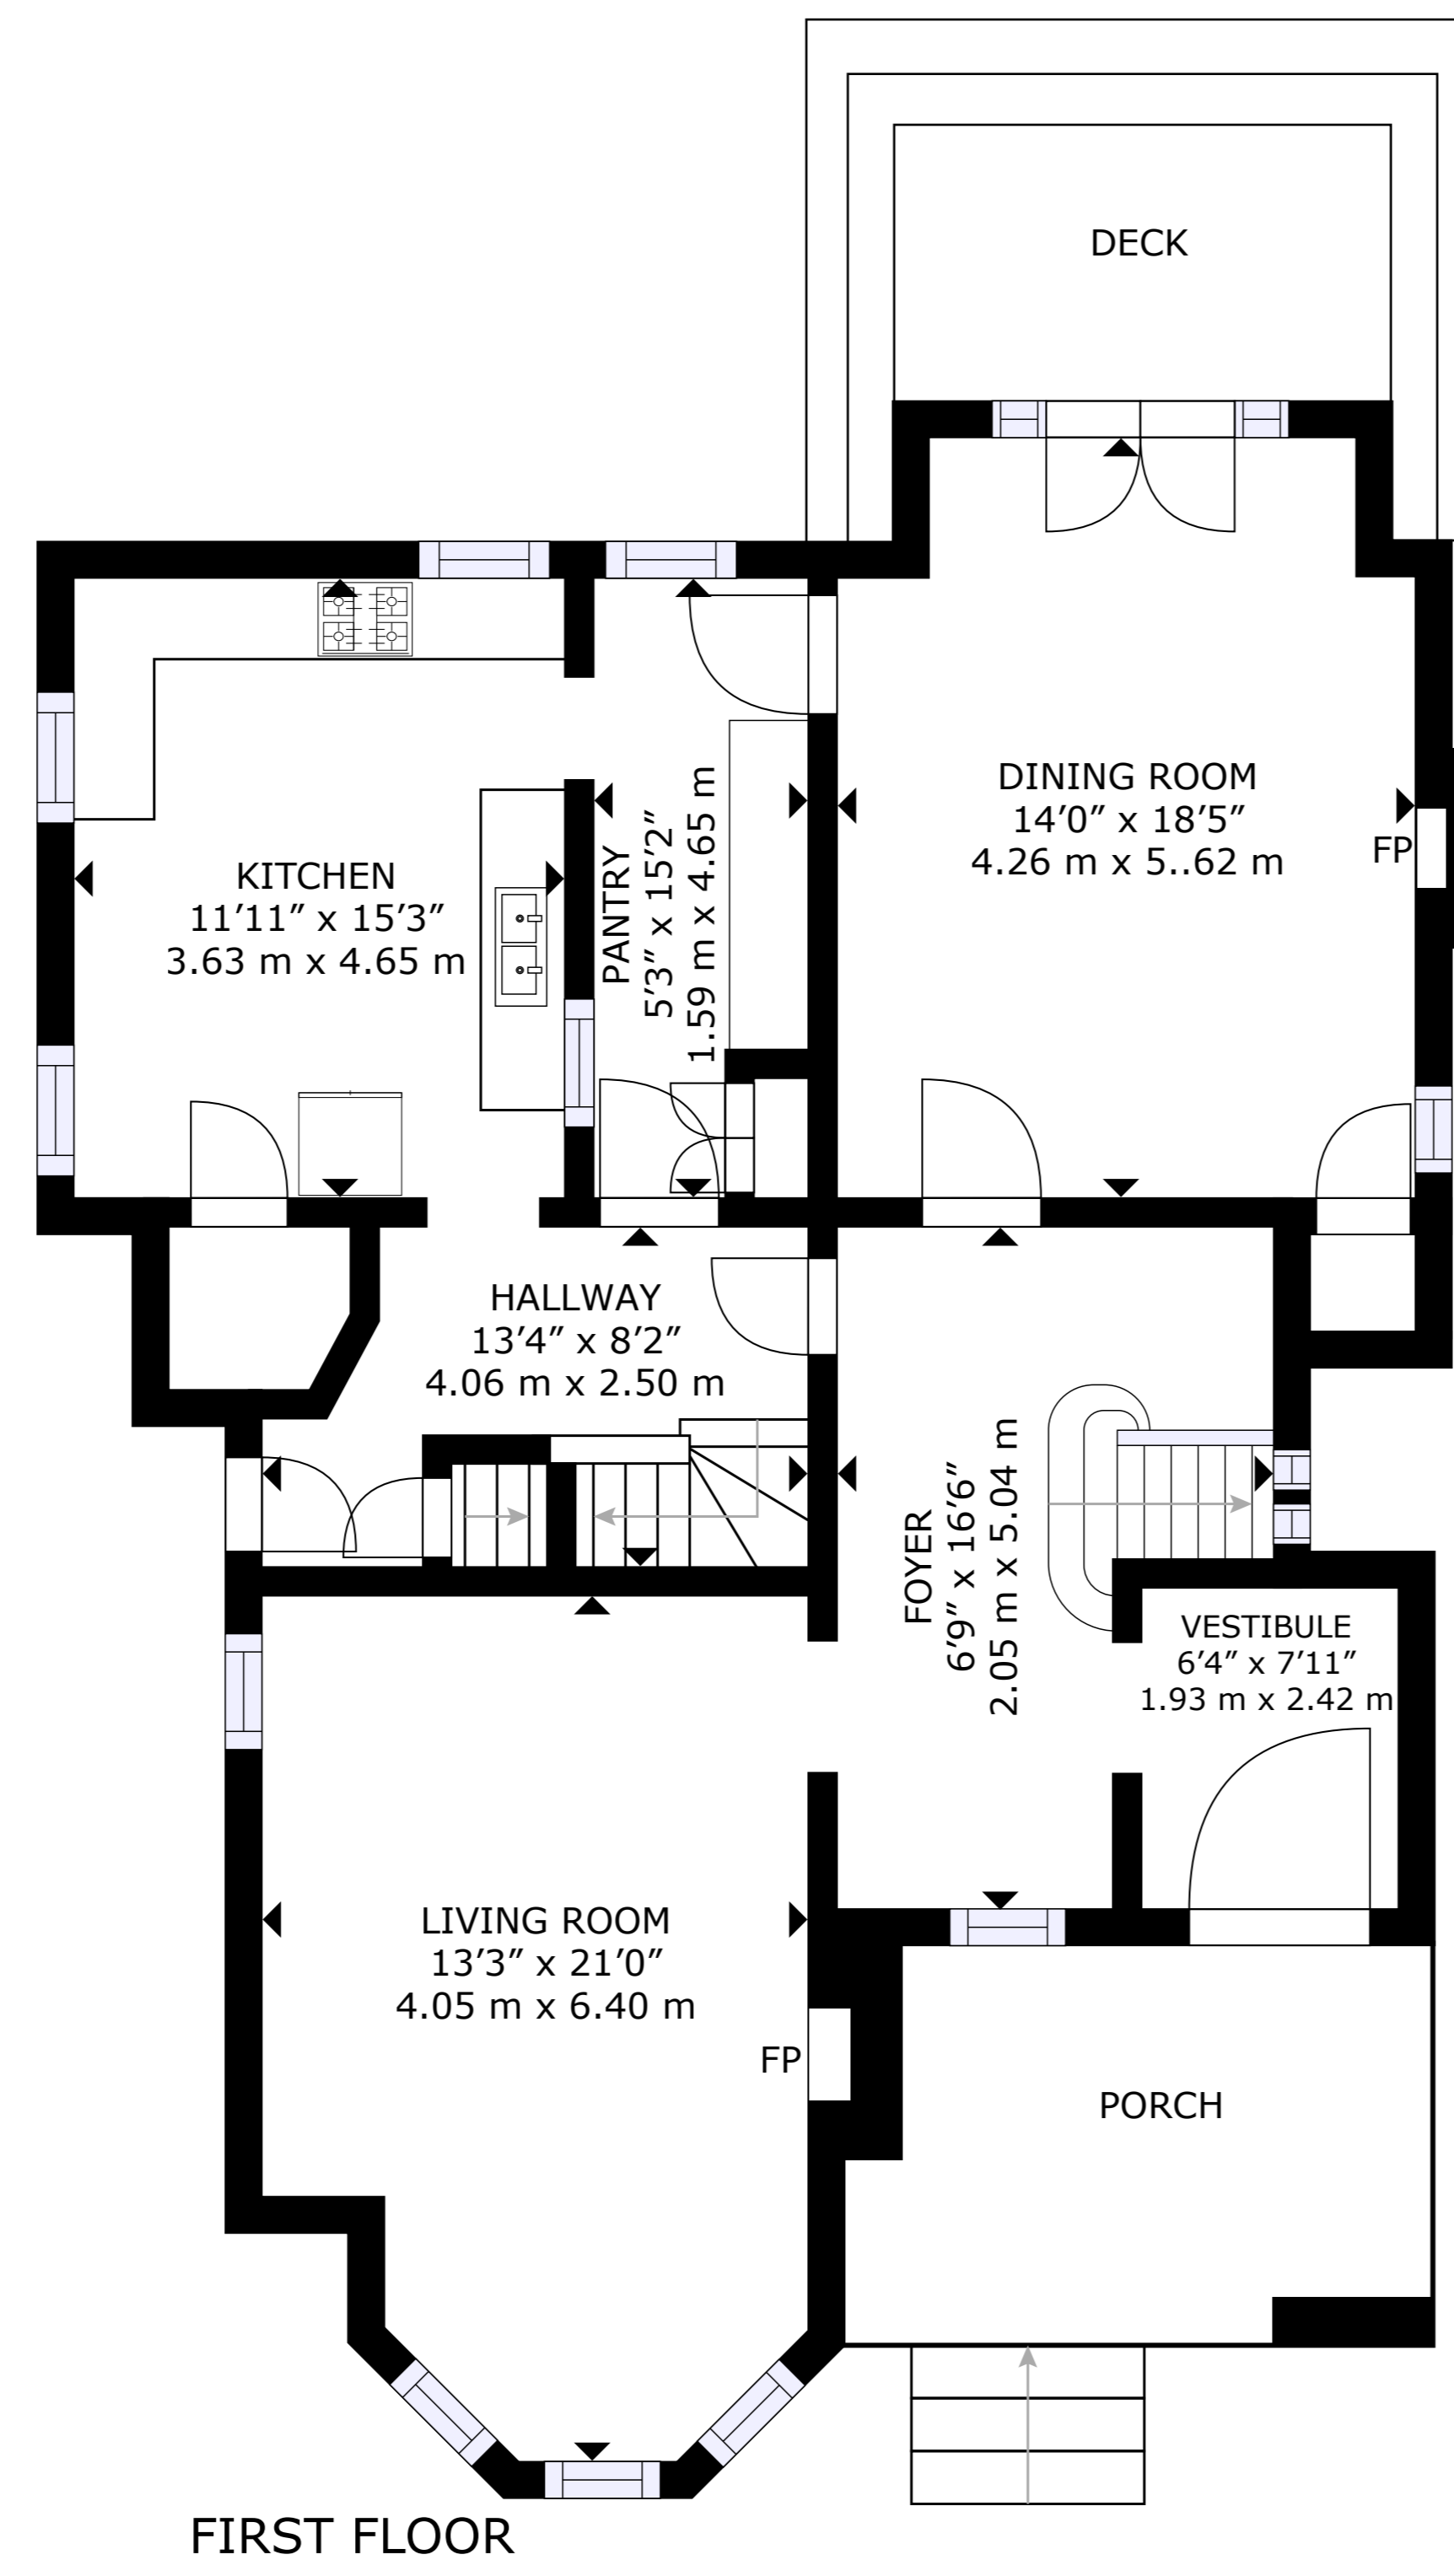 DECK
DINING ROOM
14’0” x 18’5”
4.26 m x 5..62 m
FP
KITCHEN
11’11” x 15’3”
3.63 m x 4.65 m
PANTRY
5’3” x 15’2”
1.59 m x 4.65 m
HALLWAY
13’4” x 8’2”
4.06 m x 2.50 m
FOYER
6’9” x 16’6”
2.05 m x 5.04 m
VESTIBULE
6’4” x 7’11”
1.93 m x 2.42 m
LIVING ROOM
13’3” x 21’0”
4.05 m x 6.40 m
FP
PORCH
FIRST FLOOR